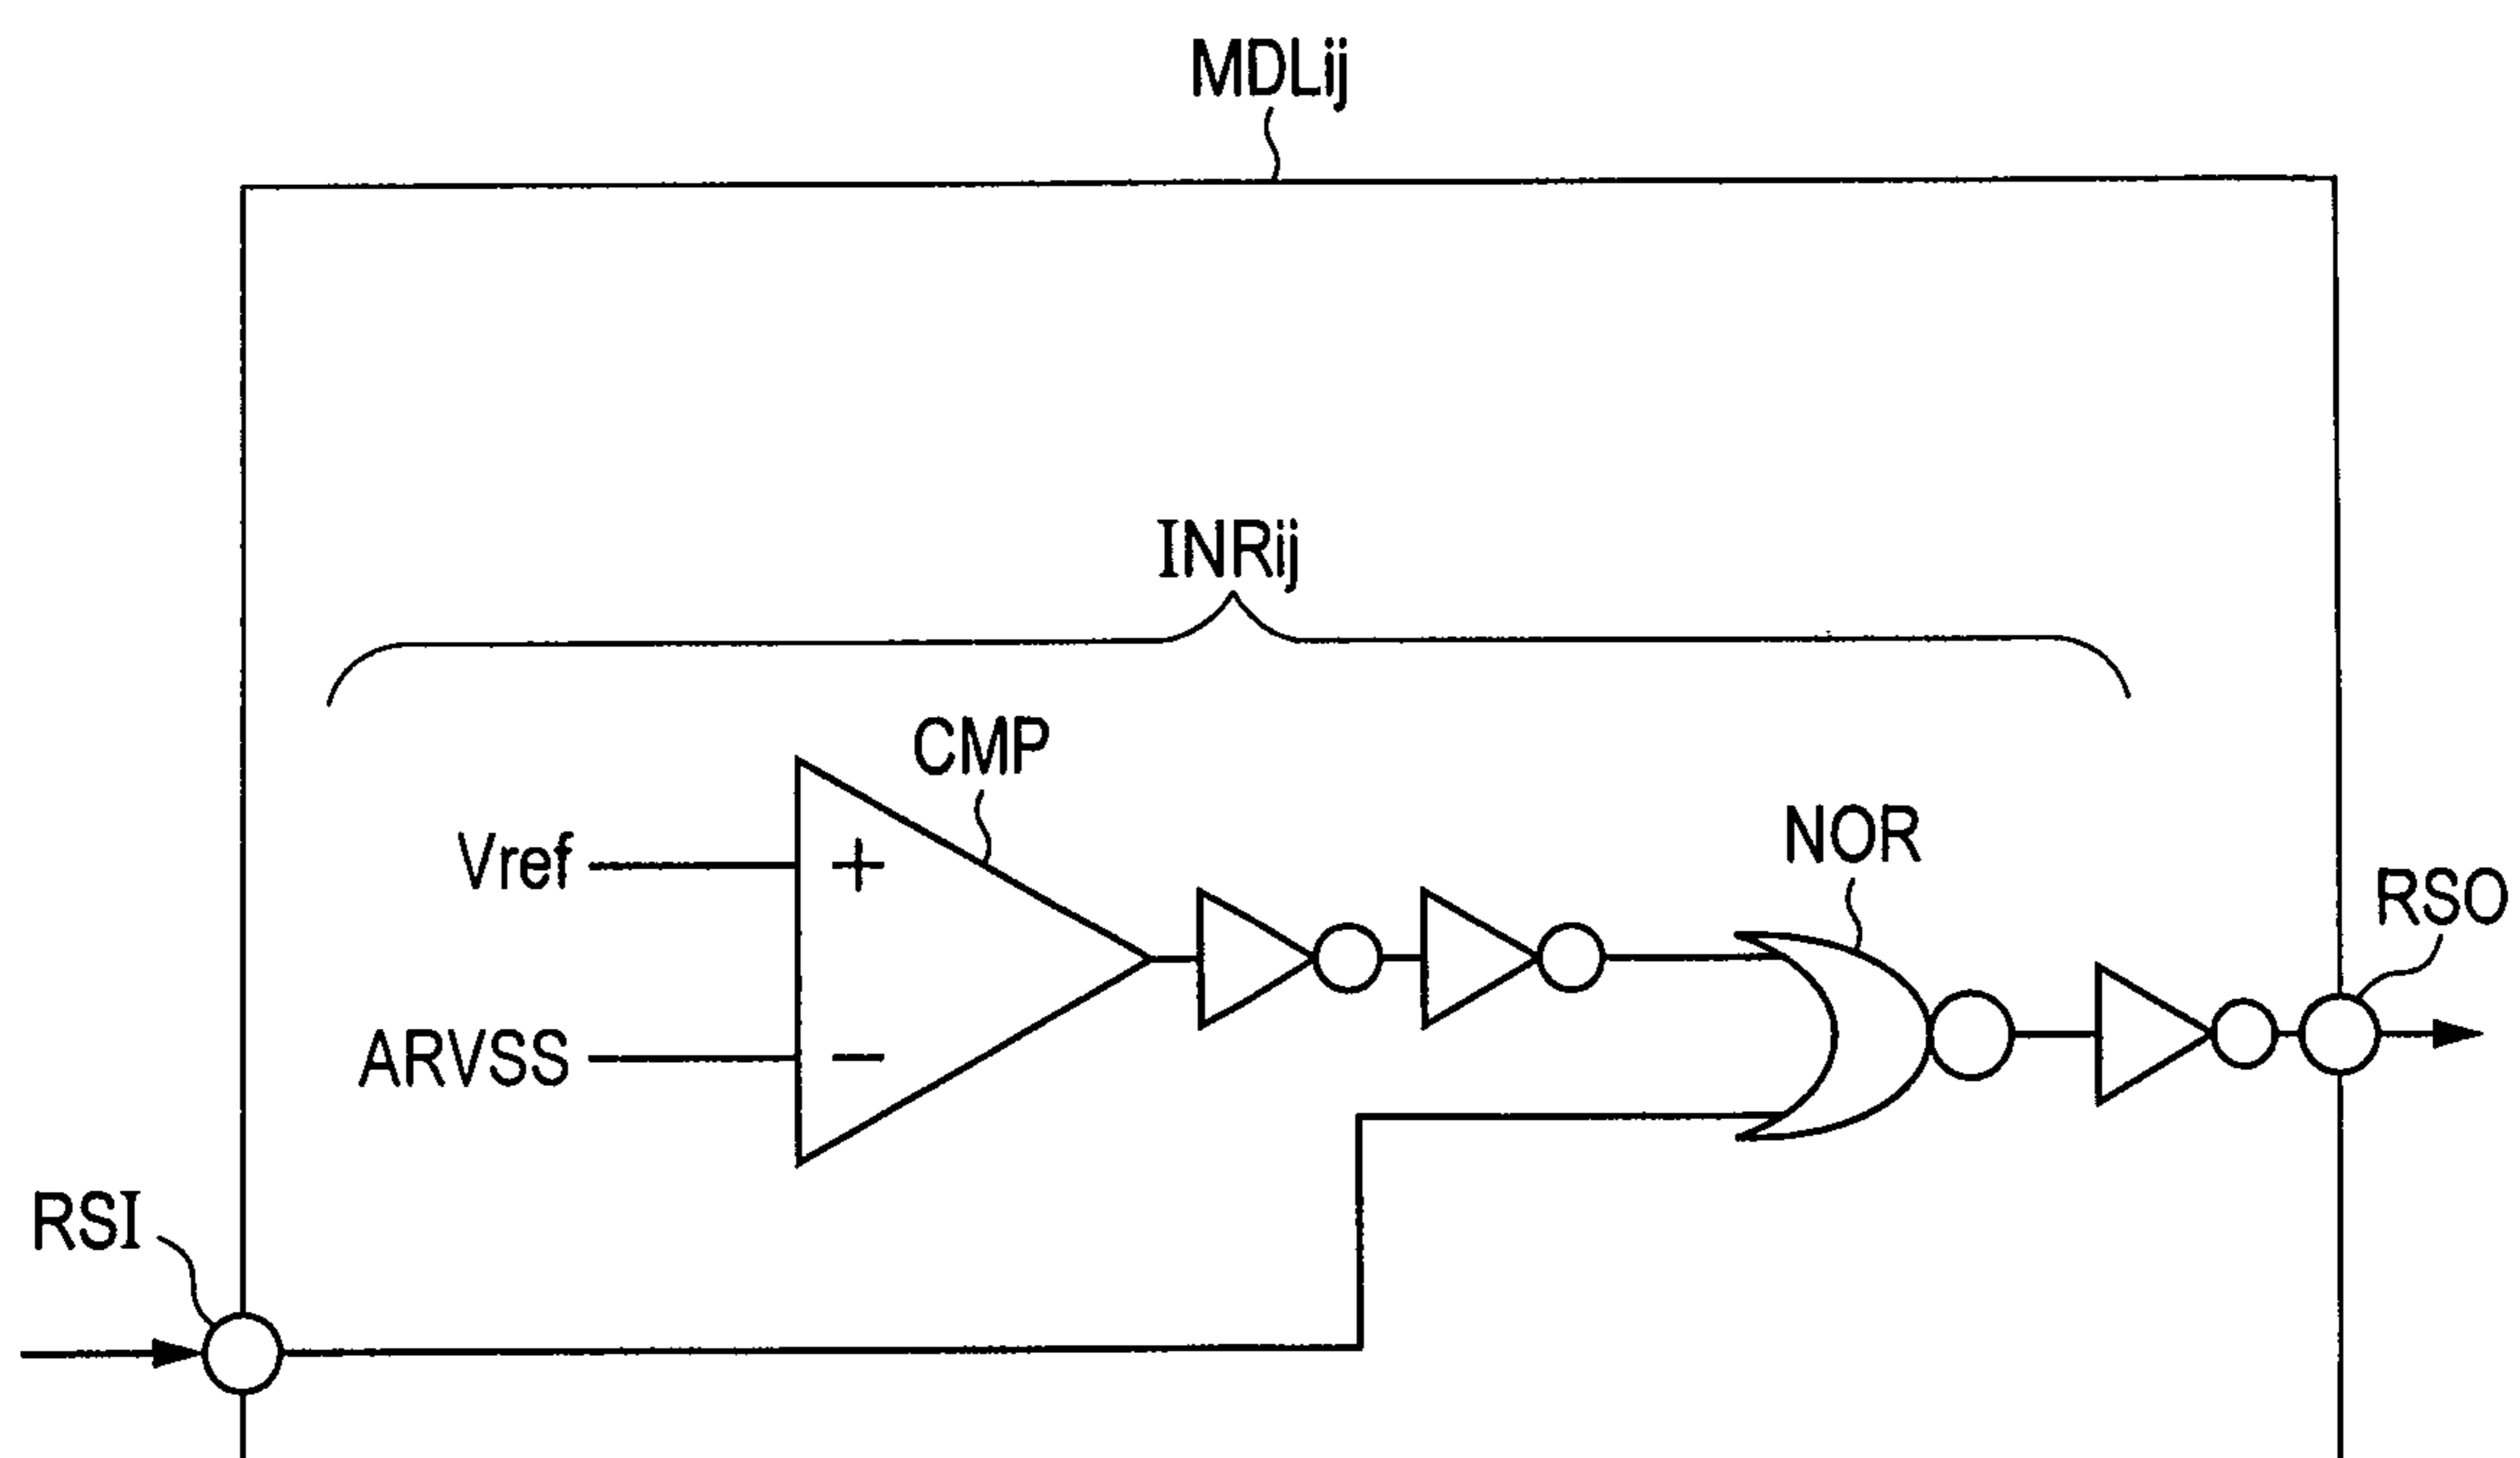 MDLij
INRij
CMP
Vref
+
NOR
RSO
ARVSS
−
RSI